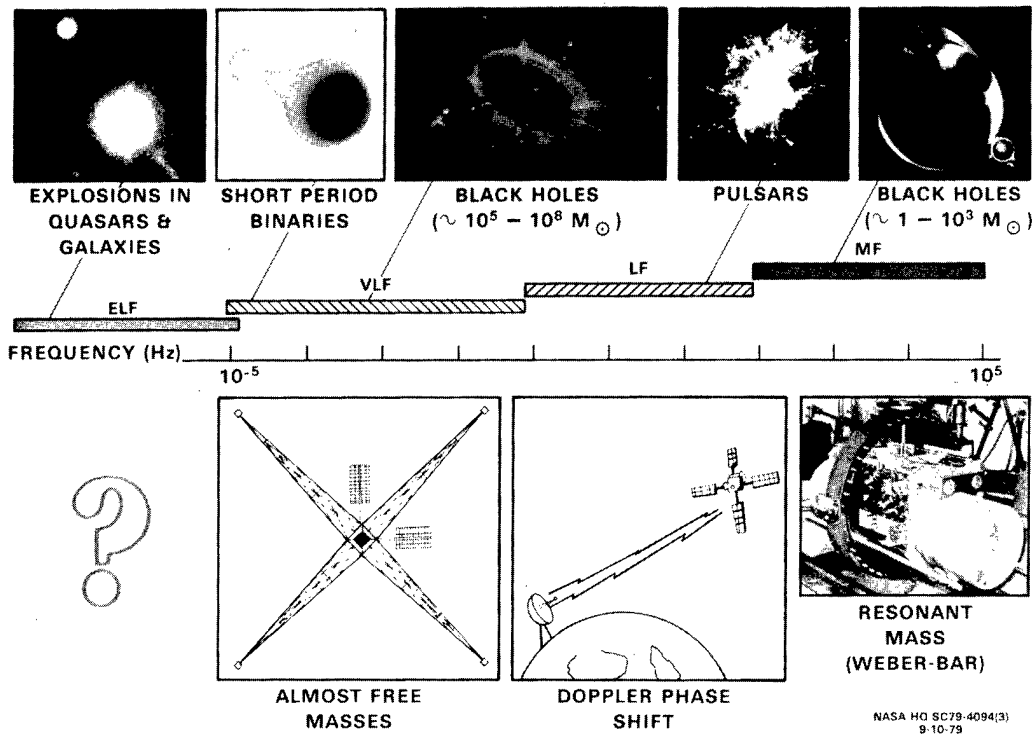 EXPLOSIONS IN
QUASARS &
GALAXIES
SHORT PERIOD
BINARIES
BLACK HOLES
(~ 10⁵ – 10⁸ M⊙)
PULSARS
BLACK HOLES
(~ 1 – 10³ M⊙)
MF
LF
VLF
ELF
FREQUENCY (Hz)
10⁻⁵
10⁵
?
ALMOST FREE
MASSES
DOPPLER PHASE
SHIFT
RESONANT
MASS
(WEBER-BAR)
NASA HQ SC79-4094(3)
9-10-79